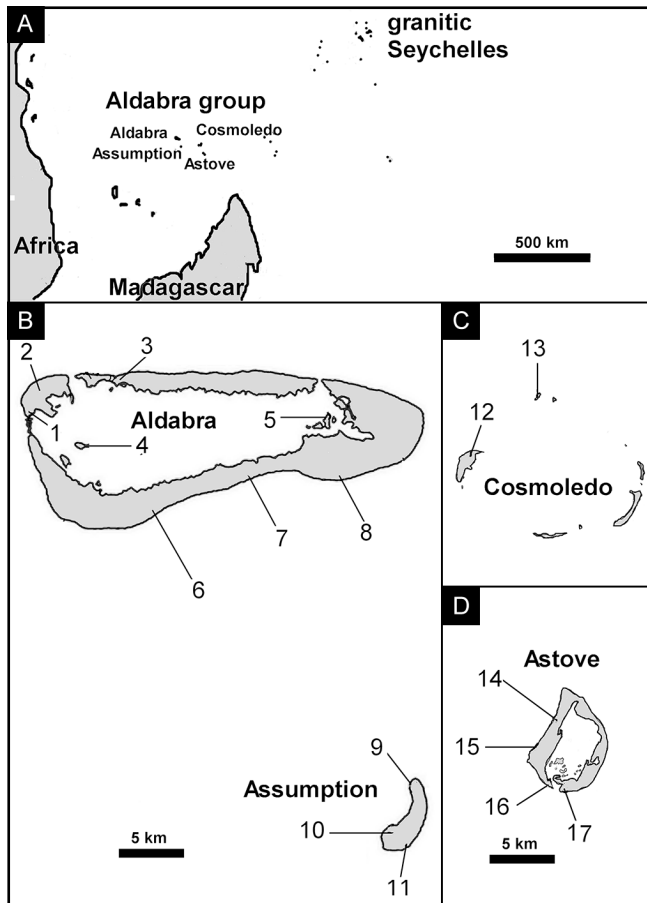 A
granitic
Seychelles
Aldabra group
Aldabra
Cosmoledo
Assumption
Astove
500 km
Africa
Madagascar
B
2
3
1
Aldabra
4
5
6
7
8
9
Assumption
10
11
5 km
C
13
12
Cosmoledo
D
Astove
14
15
16
17
5 km